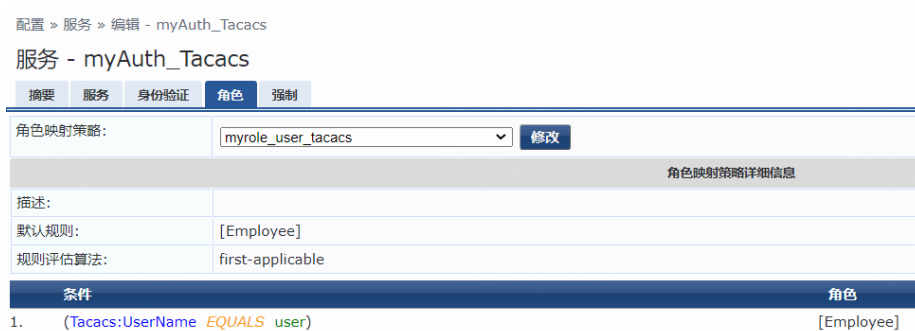 配置 » 服务 » 编辑 - myAuth_Tacacs
服务 - myAuth_Tacacs
摘要 服务 身份验证 角色 强制
角色映射策略: myrole_user_tacacs 修改
角色映射策略详细信息
描述:
默认规则: [Employee]
规则评估算法: first-applicable
条件 角色
1. (Tacacs:UserName EQUALS user) [Employee]